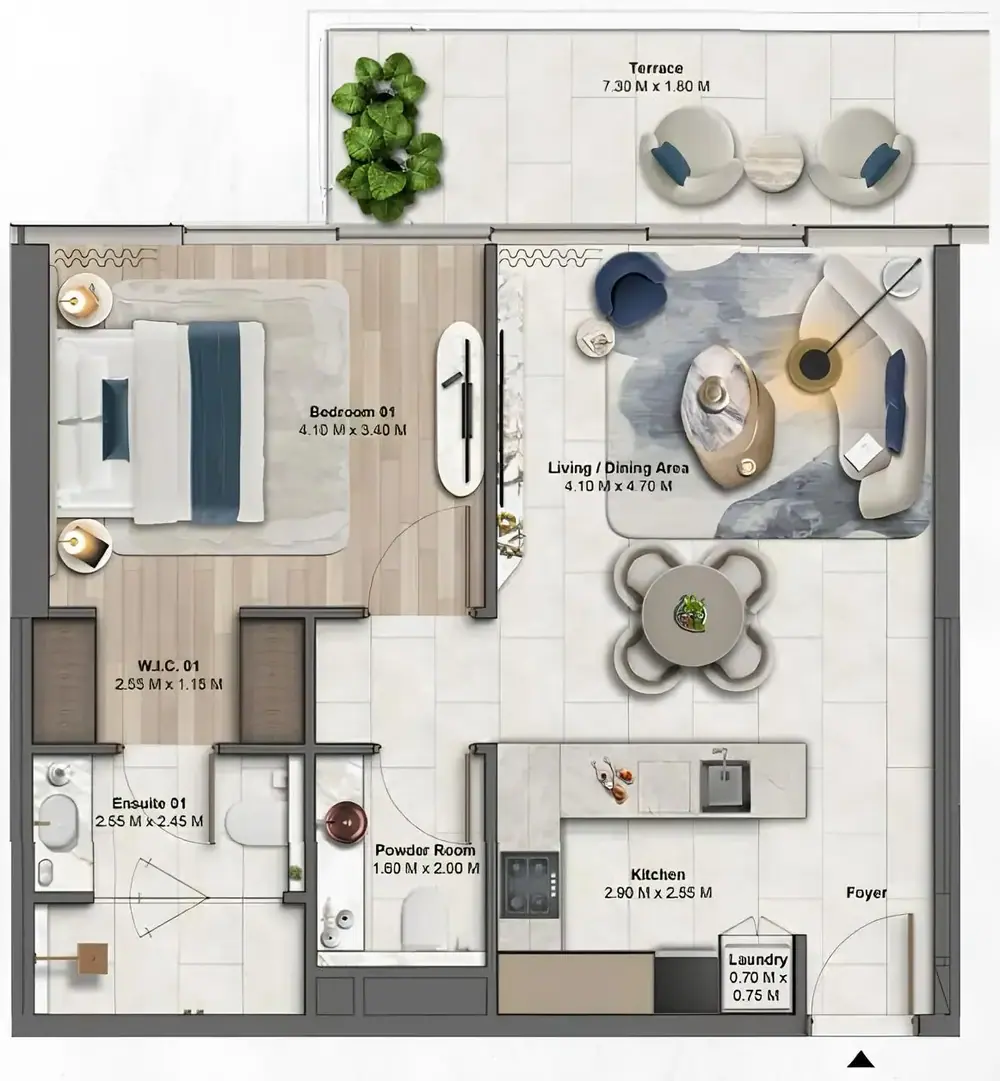 Terrace
7.30 M x 1.80 M
Bedroom 01
4.10 M x 3.40 M
Living / Dining Area
4.10 M x 4.70 M
W.I.C. 01
2.55 M x 1.15 M
Ensuite 01
2.55 M x 2.45 M
Powder Room
1.60 M x 2.00 M
Kitchen
2.90 M x 2.55 M
Foyer
Laundry
0.70 M x
0.75 M